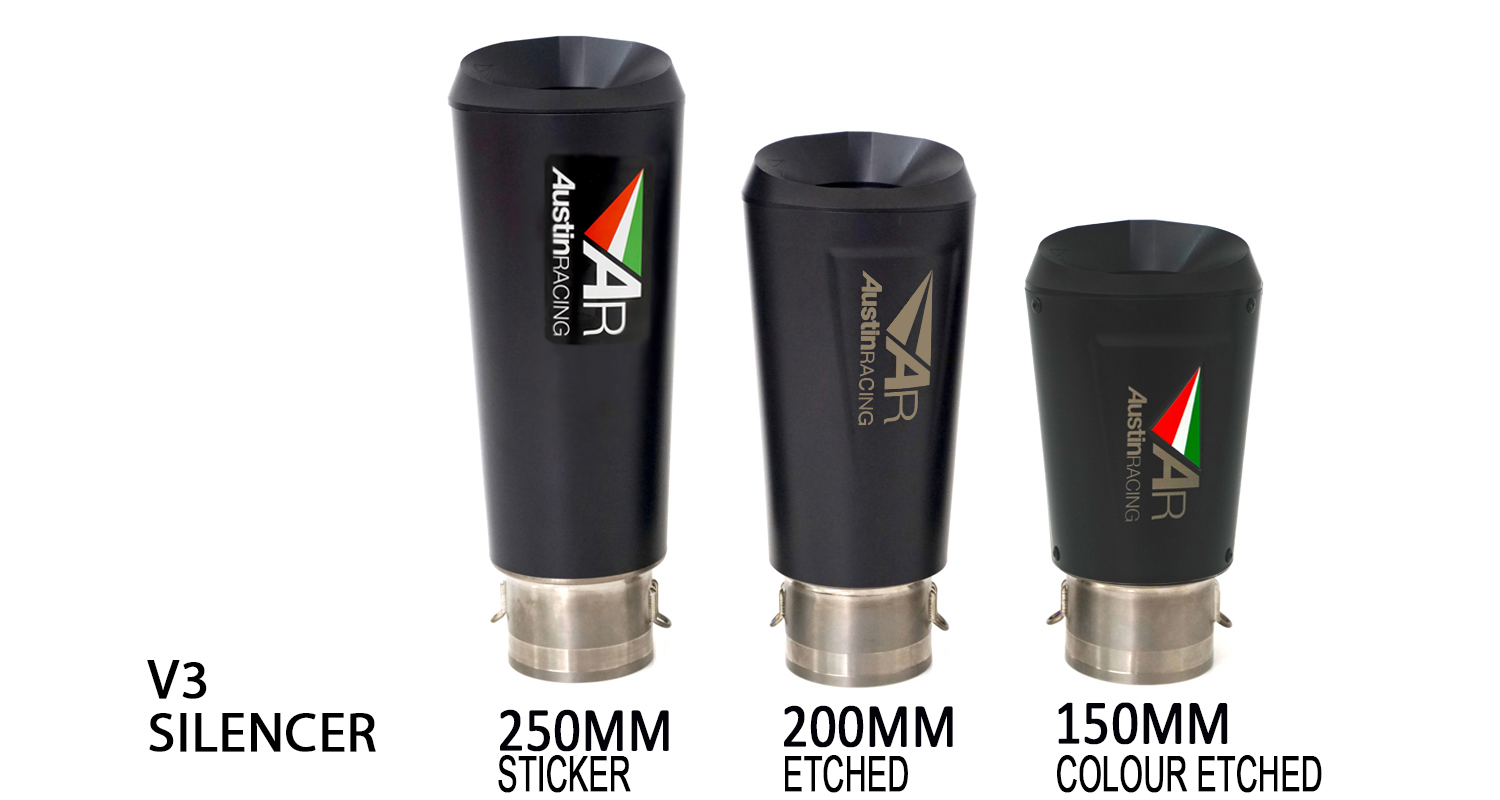 AustinRACING
AR
AustinRACING
AR
AustinRACING
AR
V3
SILENCER
250MM
STICKER
200MM
ETCHED
150MM
COLOUR ETCHED